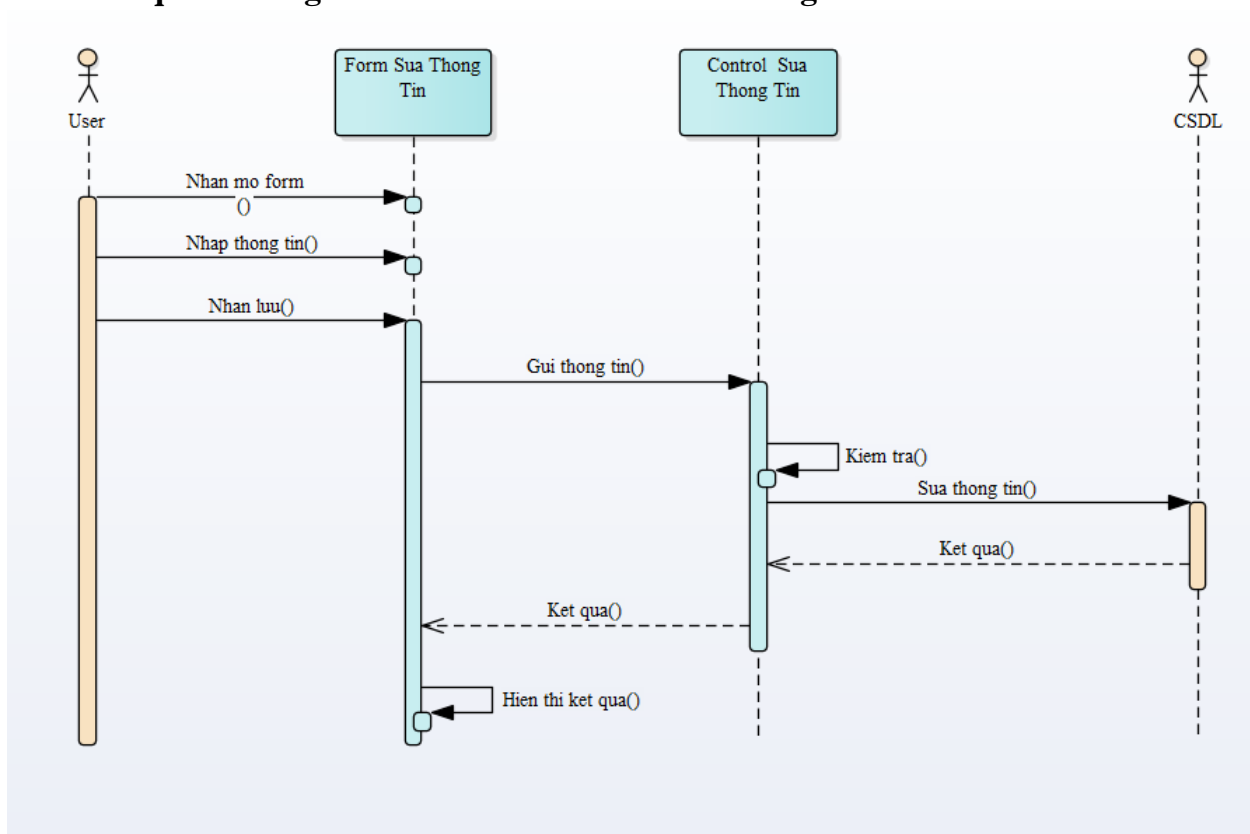 Form Sua Thong
Tin
Control Sua
Thong Tin
User
CSDL
Nhan mo form
()
Nhap thong tin()
Nhan luu()
Gui thong tin()
Kiem tra()
Sua thong tin()
Ket qua()
Ket qua()
Hien thi ket qua()